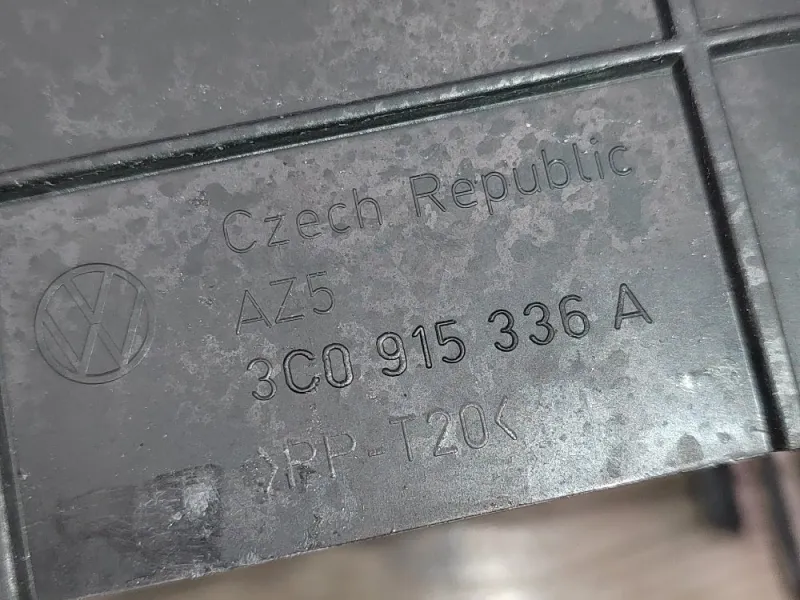 Czech Republic
AZ5
3C0 915 336 A
>PP-T20<